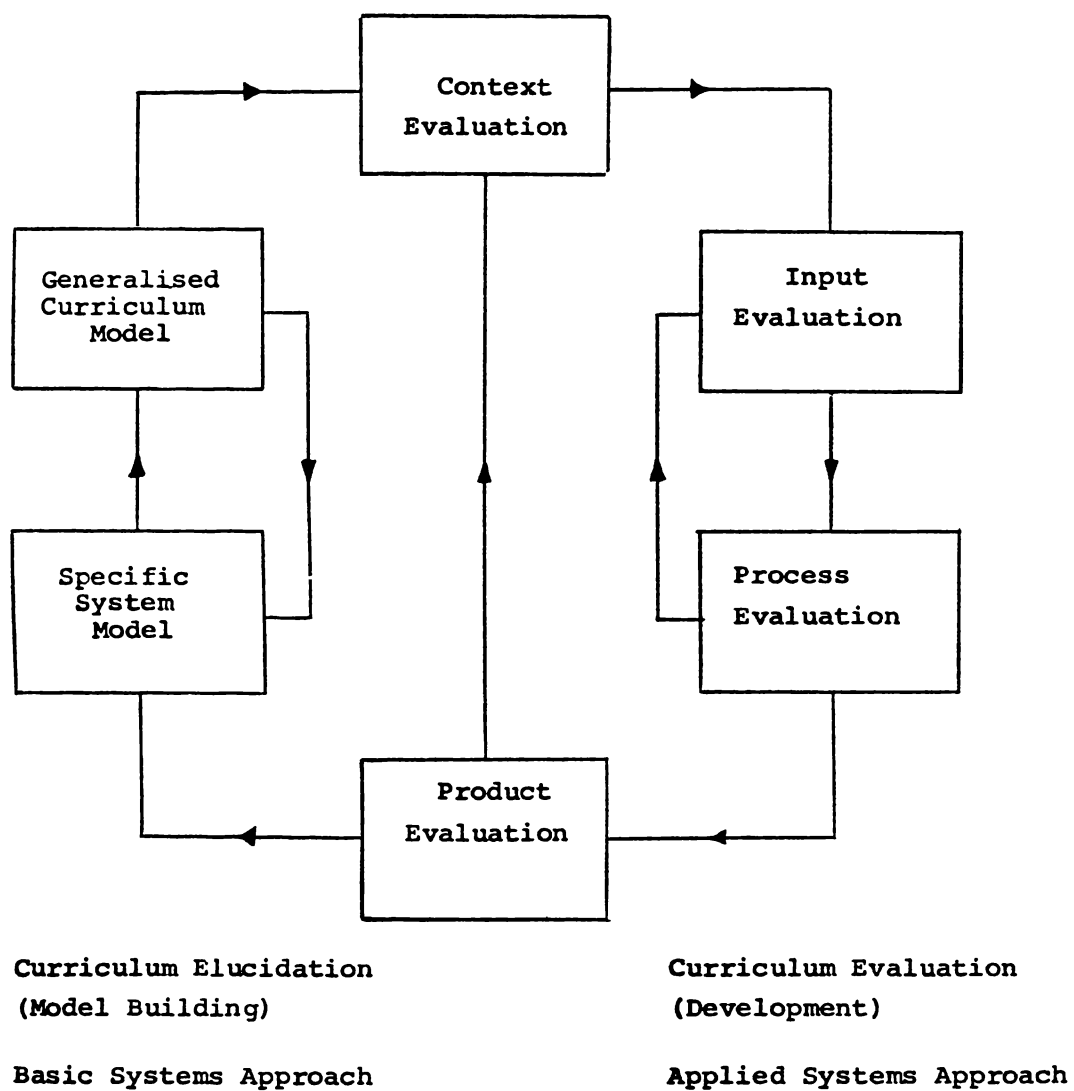 Context
Evaluation
Generalised
Curriculum
Model
Input
Evaluation
Specific
System
Model
Process
Evaluation
Product
Evaluation
Curriculum Elucidation
(Model Building)
Basic Systems Approach
Curriculum Evaluation
(Development)
Applied Systems Approach